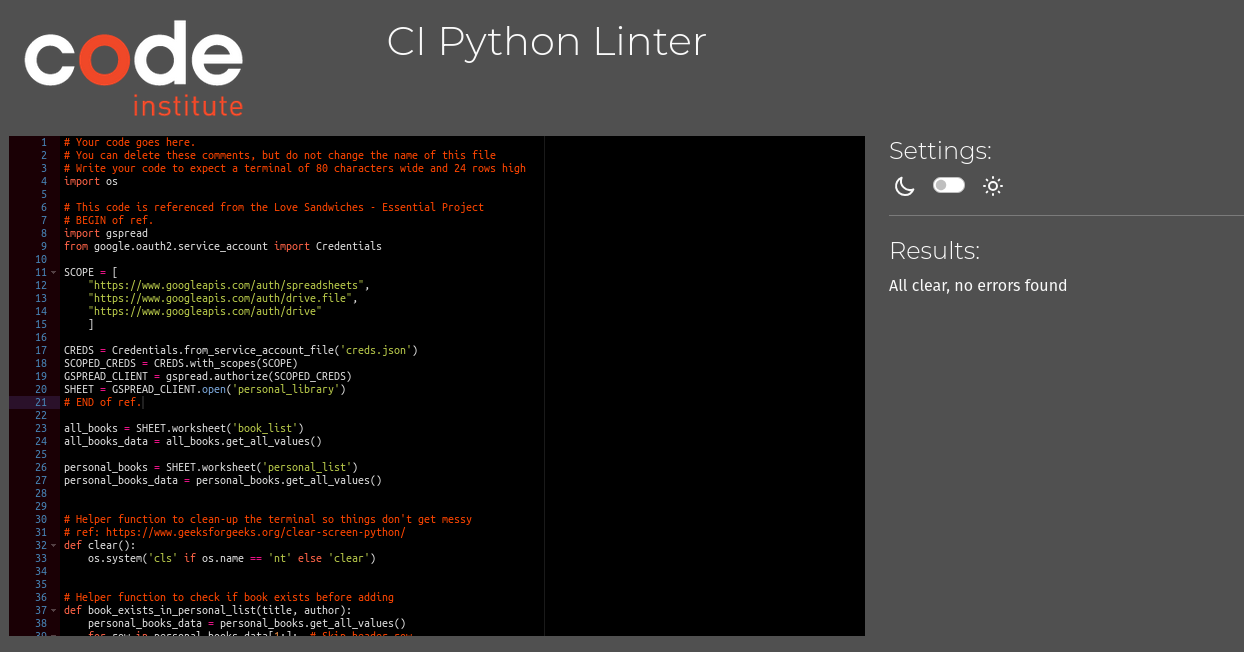 code
institute
CI Python Linter
1 # Your code goes here.
2 # You can delete these comments, but do not change the name of this file
3 # Write your code to expect a terminal of 80 characters wide and 24 rows high
4 import os
5
6 # This code is referenced from the Love Sandwiches - Essential Project
7 # BEGIN of ref.
8 import gspread
9 from google.oauth2.service_account import Credentials
10
11 SCOPE = [
12     "https://www.googleapis.com/auth/spreadsheets",
13     "https://www.googleapis.com/auth/drive.file",
14     "https://www.googleapis.com/auth/drive"
15     ]
16
17 CREDS = Credentials.from_service_account_file('creds.json')
18 SCOPED_CREDS = CREDS.with_scopes(SCOPE)
19 GSPREAD_CLIENT = gspread.authorize(SCOPED_CREDS)
20 SHEET = GSPREAD_CLIENT.open('personal_library')
21 # END of ref.
22
23 all_books = SHEET.worksheet('book_list')
24 all_books_data = all_books.get_all_values()
25
26 personal_books = SHEET.worksheet('personal_list')
27 personal_books_data = personal_books.get_all_values()
28
29
30 # Helper function to clean-up the terminal so things don't get messy
31 # ref: https://www.geeksforgeeks.org/clear-screen-python/
32 def clear():
33     os.system('cls' if os.name == 'nt' else 'clear')
34
35
36 # Helper function to check if book exists before adding
37 def book_exists_in_personal_list(title, author):
38     personal_books_data = personal_books.get_all_values()
39     for row in personal_books_data[1:]:  # Skip header row
Settings:
Results:
All clear, no errors found